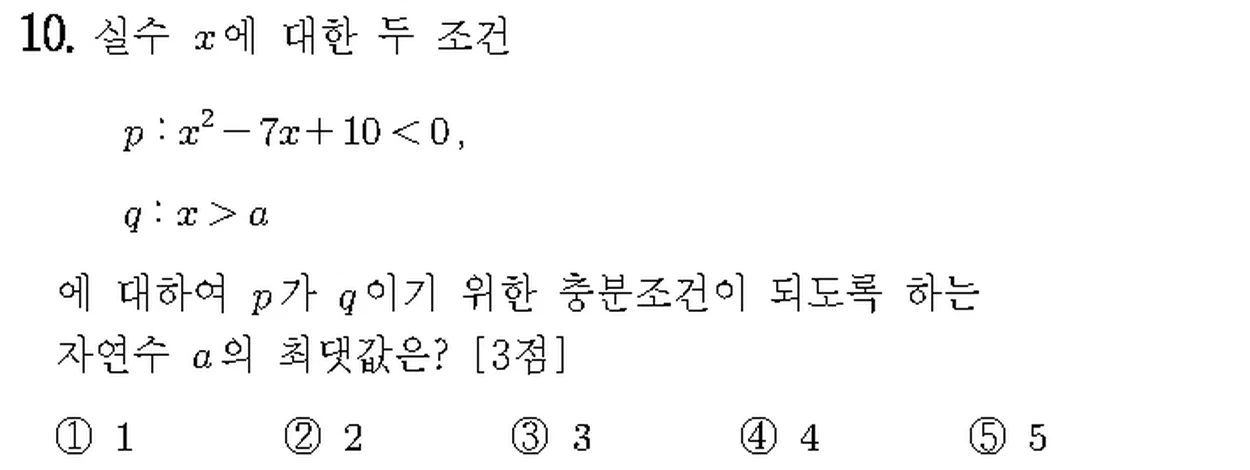 10. 실수 x에 대한 두 조건
p : x² − 7x + 10 < 0,
q : x > a
에 대하여 p가 q이기 위한 충분조건이 되도록 하는
자연수 a의 최댓값은? [3점]
① 1 ② 2 ③ 3 ④ 4 ⑤ 5